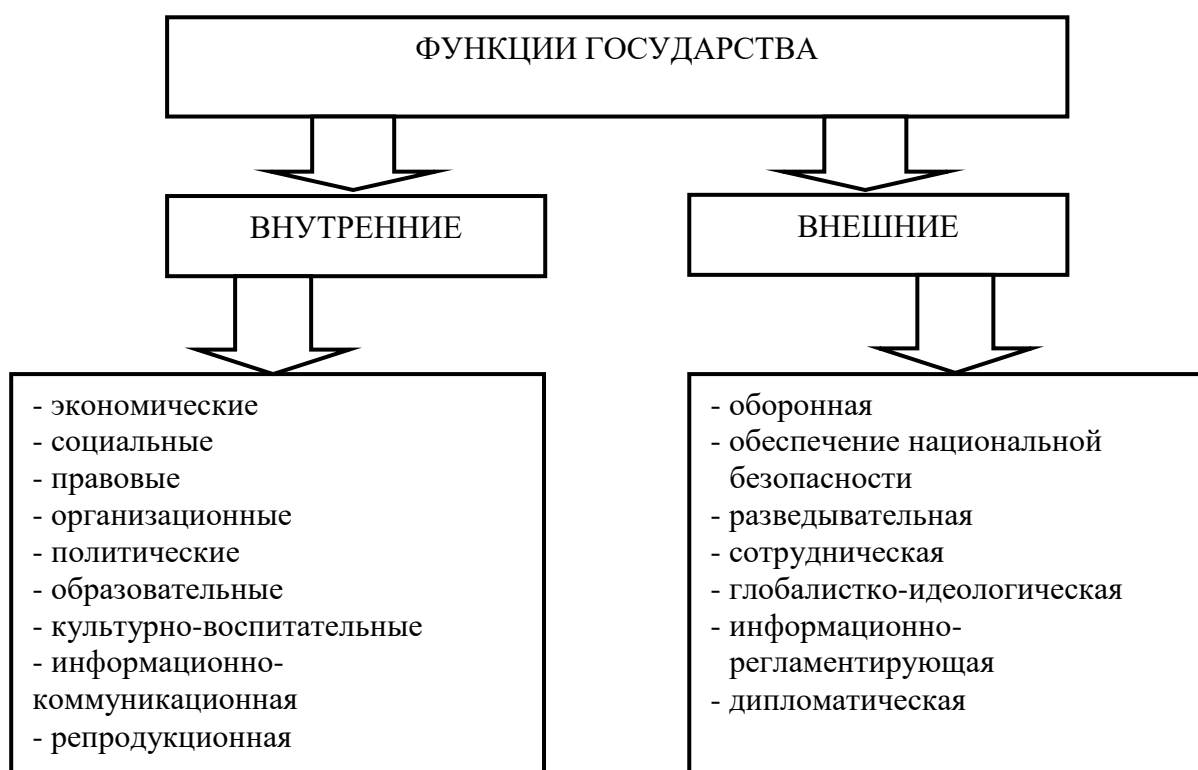 ФУНКЦИИ ГОСУДАРСТВА
ВНУТРЕННИЕ
ВНЕШНИЕ
- экономические
- социальные
- правовые
- организационные
- политические
- образовательные
- культурно-воспитательные
- информационно-
коммуникационная
- репродукционная
- оборонная
- обеспечение национальной
безопасности
- разведывательная
- сотрудническая
- глобалистко-идеологическая
- информационно-
регламентирующая
- дипломатическая